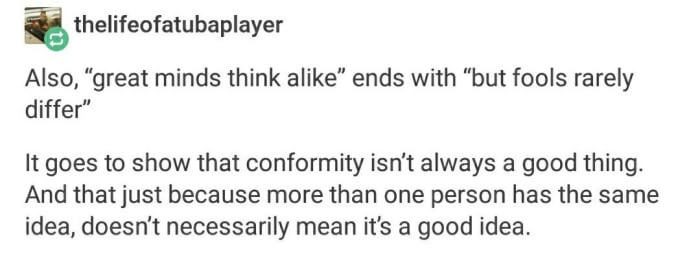 thelifeofatubaplayer
Also, “great minds think alike” ends with “but fools rarely
differ”
It goes to show that conformity isn’t always a good thing.
And that just because more than one person has the same
idea, doesn’t necessarily mean it’s a good idea.